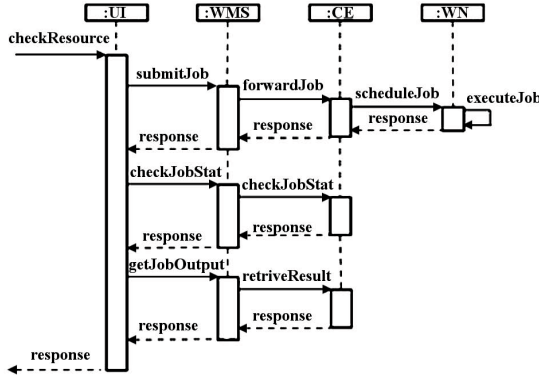 :UI :WMS :CE :WN
checkResource
submitJob
forwardJob
scheduleJob
executeJob
response
response
response
checkJobStat
checkJobStat
response
response
getJobOutput
retriveResult
response
response
response